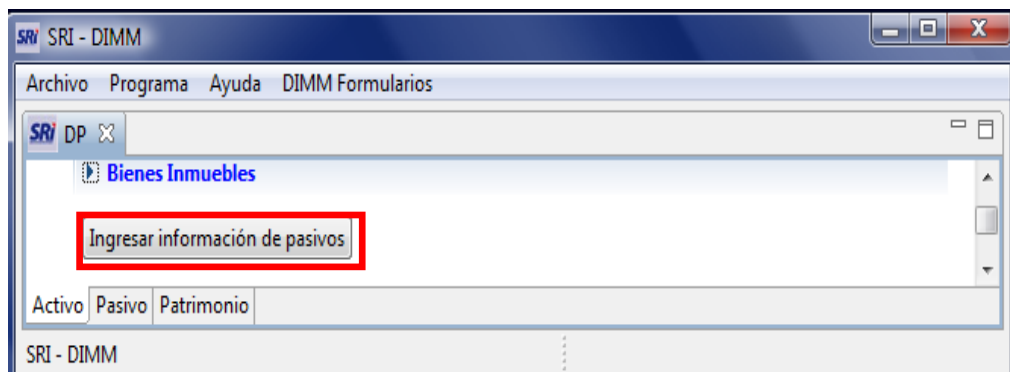 SRi SRI - DIMM
Archivo Programa Ayuda DIMM Formularios
SRi DP
Bienes Inmuebles
Ingresar información de pasivos
Activo Pasivo Patrimonio
SRI - DIMM